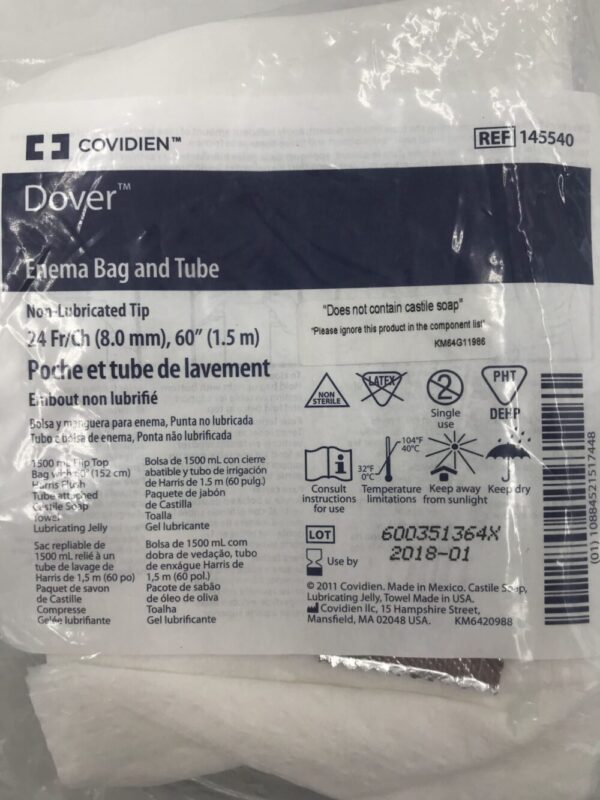 COVIDIEN™
REF 145540
Dover™
Enema Bag and Tube
Non-Lubricated Tip
24 Fr/Ch (8.0 mm), 60" (1.5 m)
Poche et tube de lavement
Embout non lubrifié
Bolsa y manguera para enema, Punta no lubricada
Tubo e bolsa de enema, Ponta não lubrificada
"Does not contain castile soap"
"Please ignore this product in the component list"
KM64G11986
NON
STERILE
LATEX
2
Single
use
PHT
DEHP
1500 mL Flip Top
Bag with 60" (152 cm)
Harris Flush
Tube attached
Castile Soap
Towel
Lubricating Jelly
Bolsa de 1500 mL con cierre
abatible y tubo de irrigación
de Harris de 1.5 m (60 pulg.)
Paquete de jabón
de Castilla
Toalla
Gel lubricante
Sac repliable de
1500 mL relié à un
tube de lavage de
Harris de 1,5 m (60 po)
Paquet de savon
de Castille
Compresse
Gelée lubrifiante
Bolsa de 1500 mL com
dobra de vedação, tubo
de enxágue Harris de
1,5 m (60 pol.)
Pacote de sabão
de óleo de oliva
Toalha
Gel lubrificante
i
Consult
instructions
for use
32°F
0°C
104°F
40°C
Temperature
limitations
Keep away
from sunlight
Keep dry
LOT 600351364X
Use by 2018-01
© 2011 Covidien. Made in Mexico. Castile Soap,
Lubricating Jelly, Towel Made in USA.
Covidien llc, 15 Hampshire Street,
Mansfield, MA 02048 USA. KM6420988
(01) 10884521517448